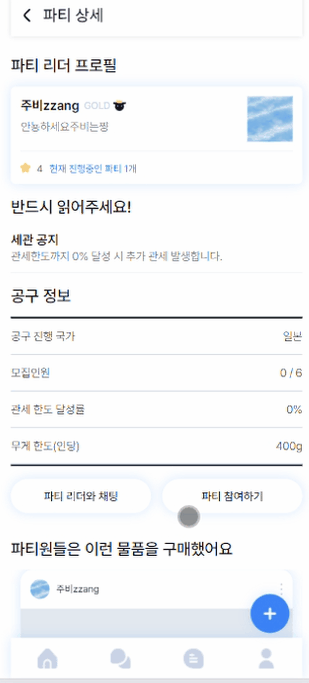 파티 상세
파티 리더 프로필
주비zzang GOLD
안뇽하세요주비는찡
4 현재 진행중인 파티 1개
반드시 읽어주세요!
세관 공지
관세한도까지 0% 달성 시 추가 관세 발생합니다.
공구 정보
공구 진행 국가 일본
모집인원 0 / 6
관세 한도 달성률 0%
무게 한도(인당) 400g
파티 리더와 채팅 파티 참여하기
파티원들은 이런 물품을 구매했어요
주비zzang